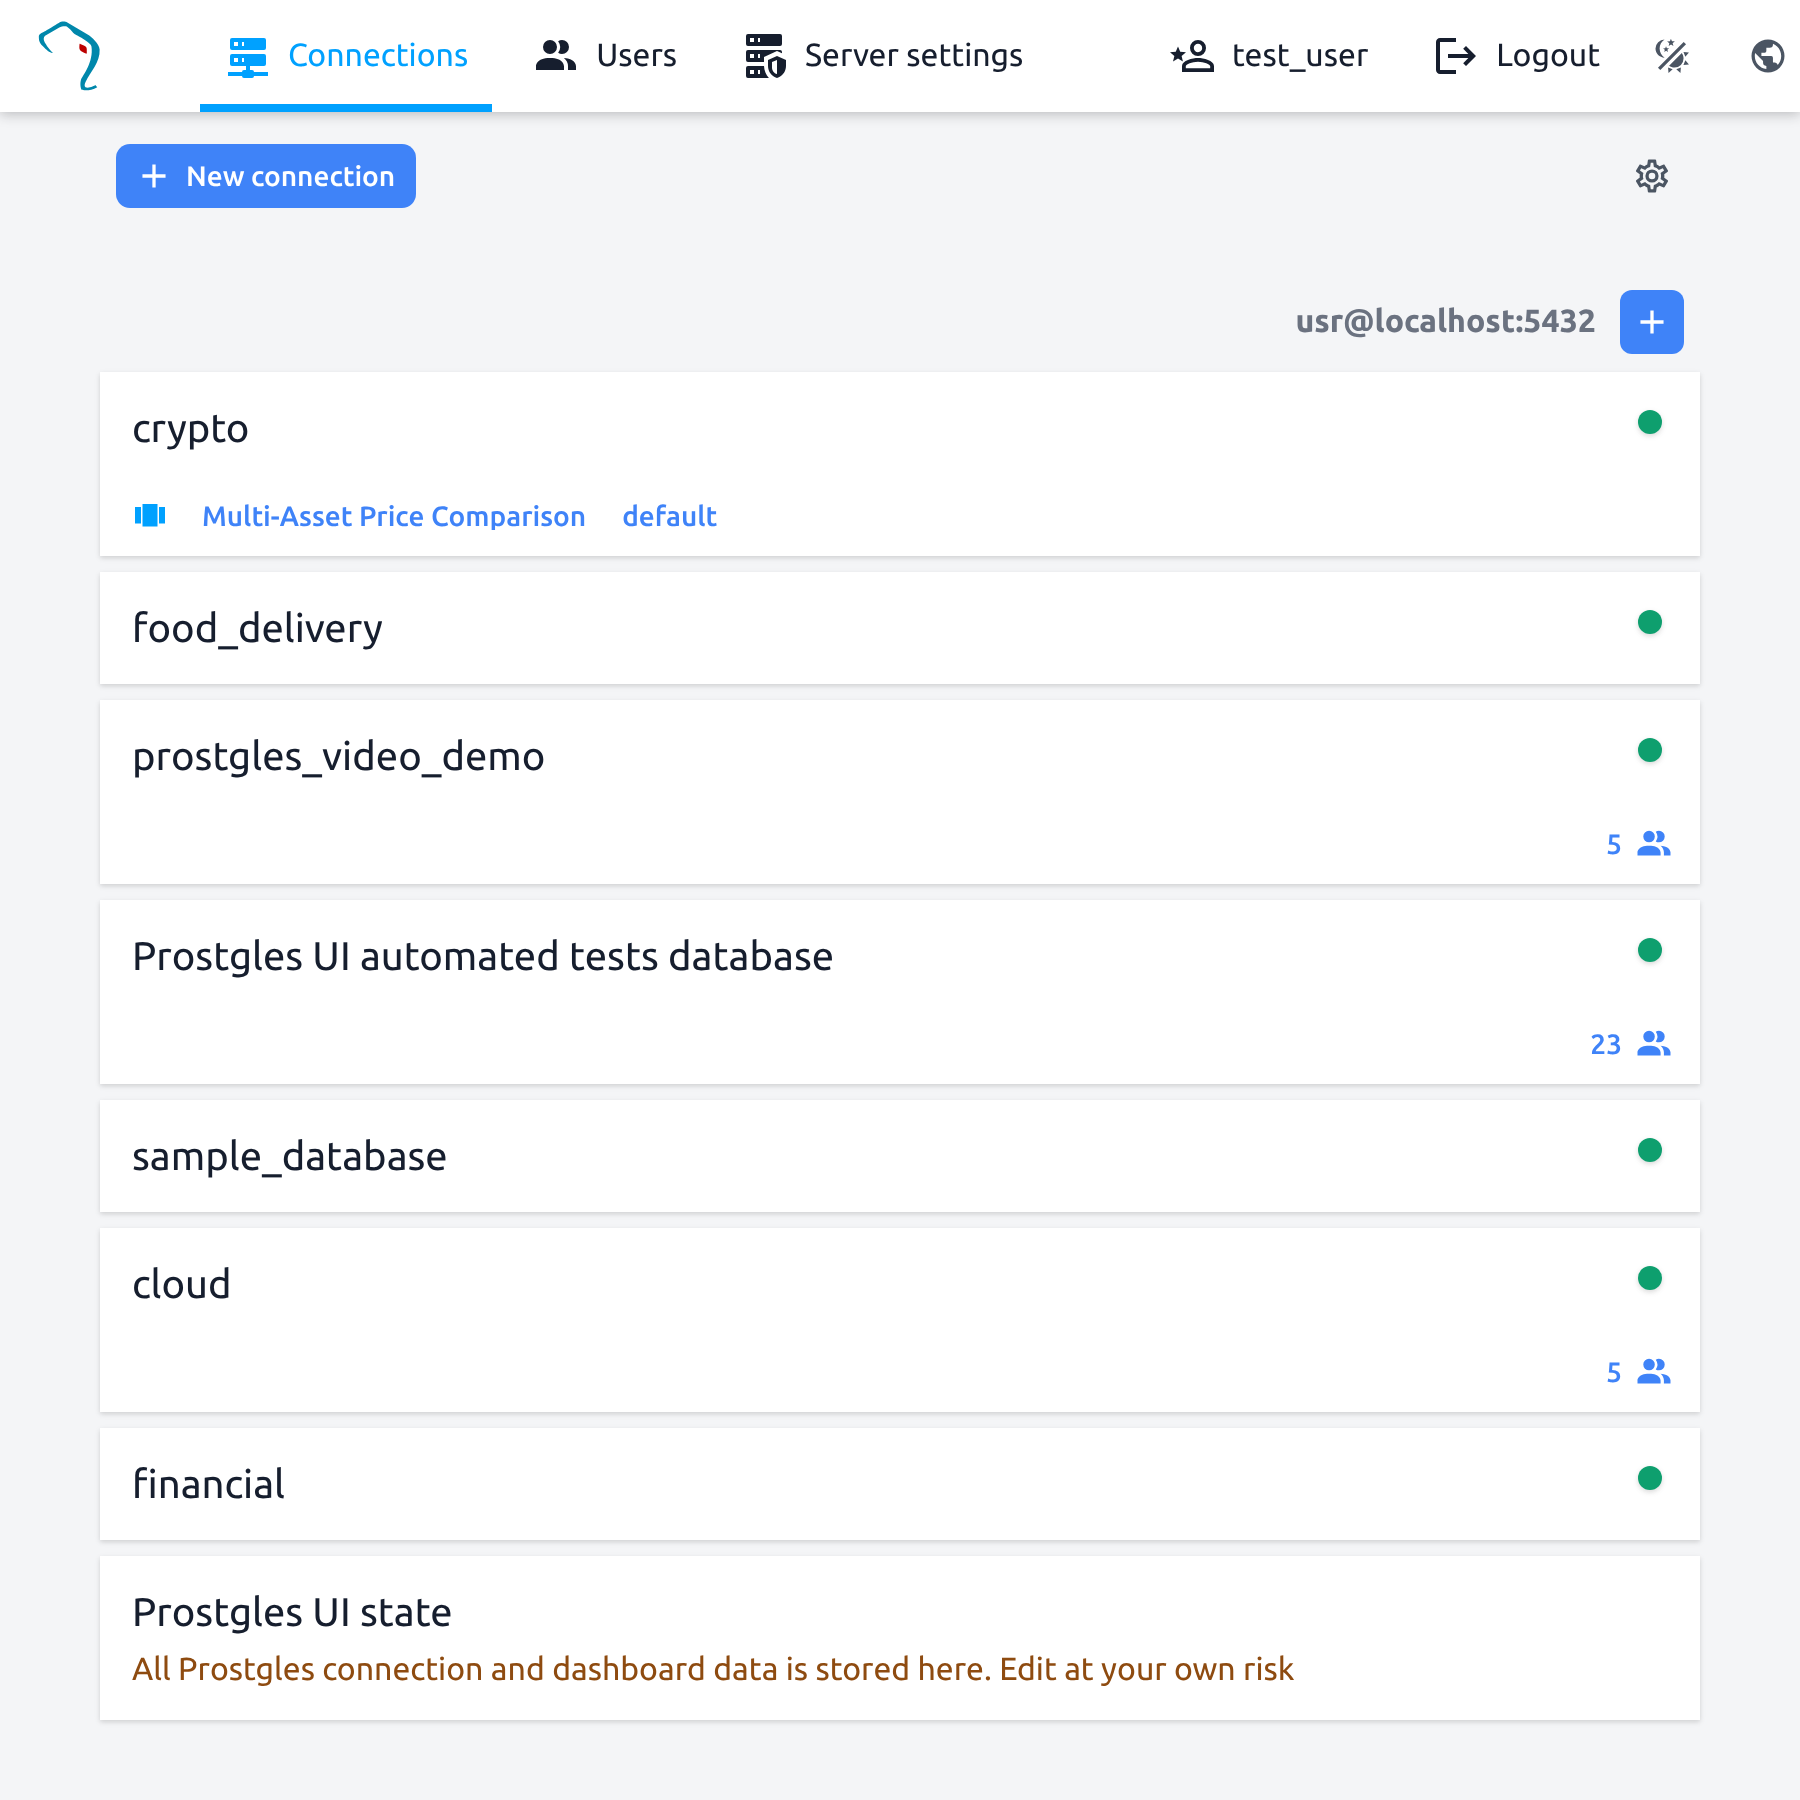 Connections Users Server settings test_user Logout
New connection
usr@localhost:5432
crypto
Multi-Asset Price Comparison default
food_delivery
prostgles_video_demo
5
Prostgles UI automated tests database
23
sample_database
cloud
5
financial
Prostgles UI state
All Prostgles connection and dashboard data is stored here. Edit at your own risk